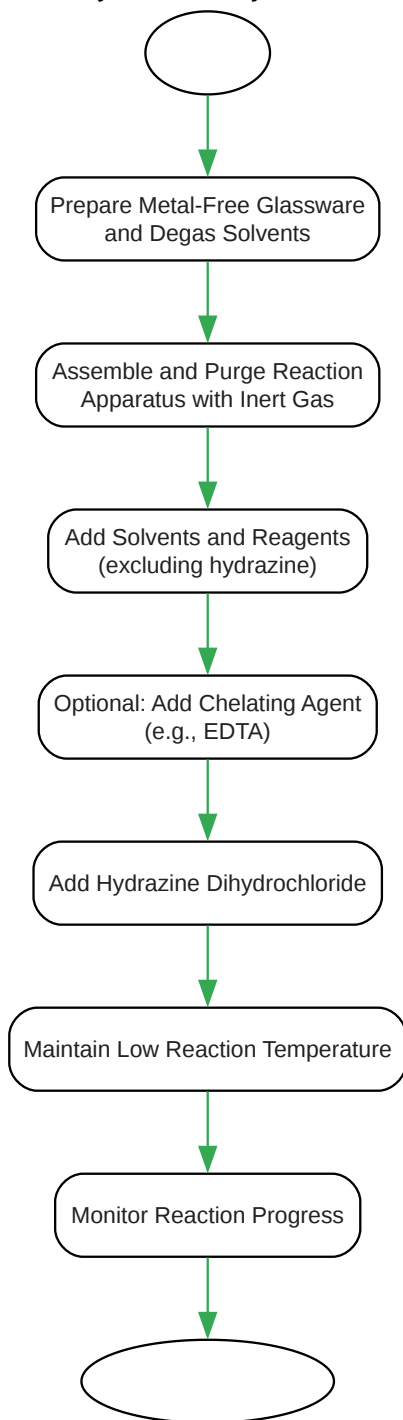 Prepare Metal-Free Glassware
and Degas Solvents
Assemble and Purge Reaction
Apparatus with Inert Gas
Add Solvents and Reagents
(excluding hydrazine)
Optional: Add Chelating Agent
(e.g., EDTA)
Add Hydrazine Dihydrochloride
Maintain Low Reaction Temperature
Monitor Reaction Progress